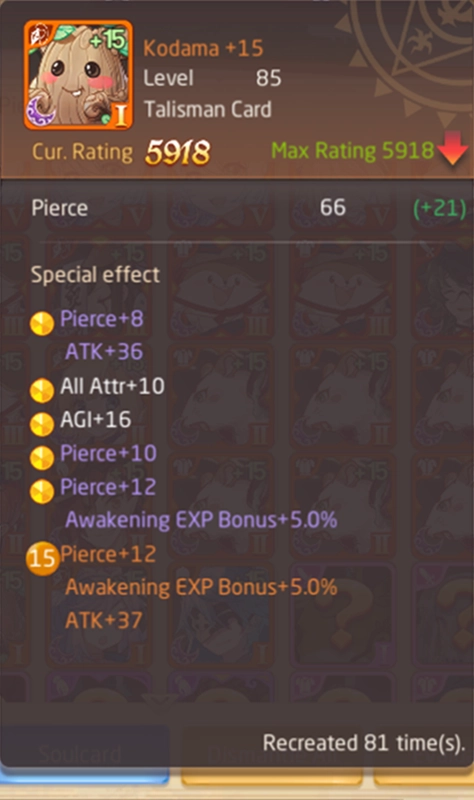 +15
I
Kodama +15
Level 85
Talisman Card
Cur. Rating 5918 Max Rating 5918
Pierce 66 (+21)
Special effect
Pierce+8
ATK+36
All Attr+10
AGI+16
Pierce+10
Pierce+12
Awakening EXP Bonus+5.0%
15 Pierce+12
Awakening EXP Bonus+5.0%
ATK+37
Recreated 81 time(s).
Soulcard